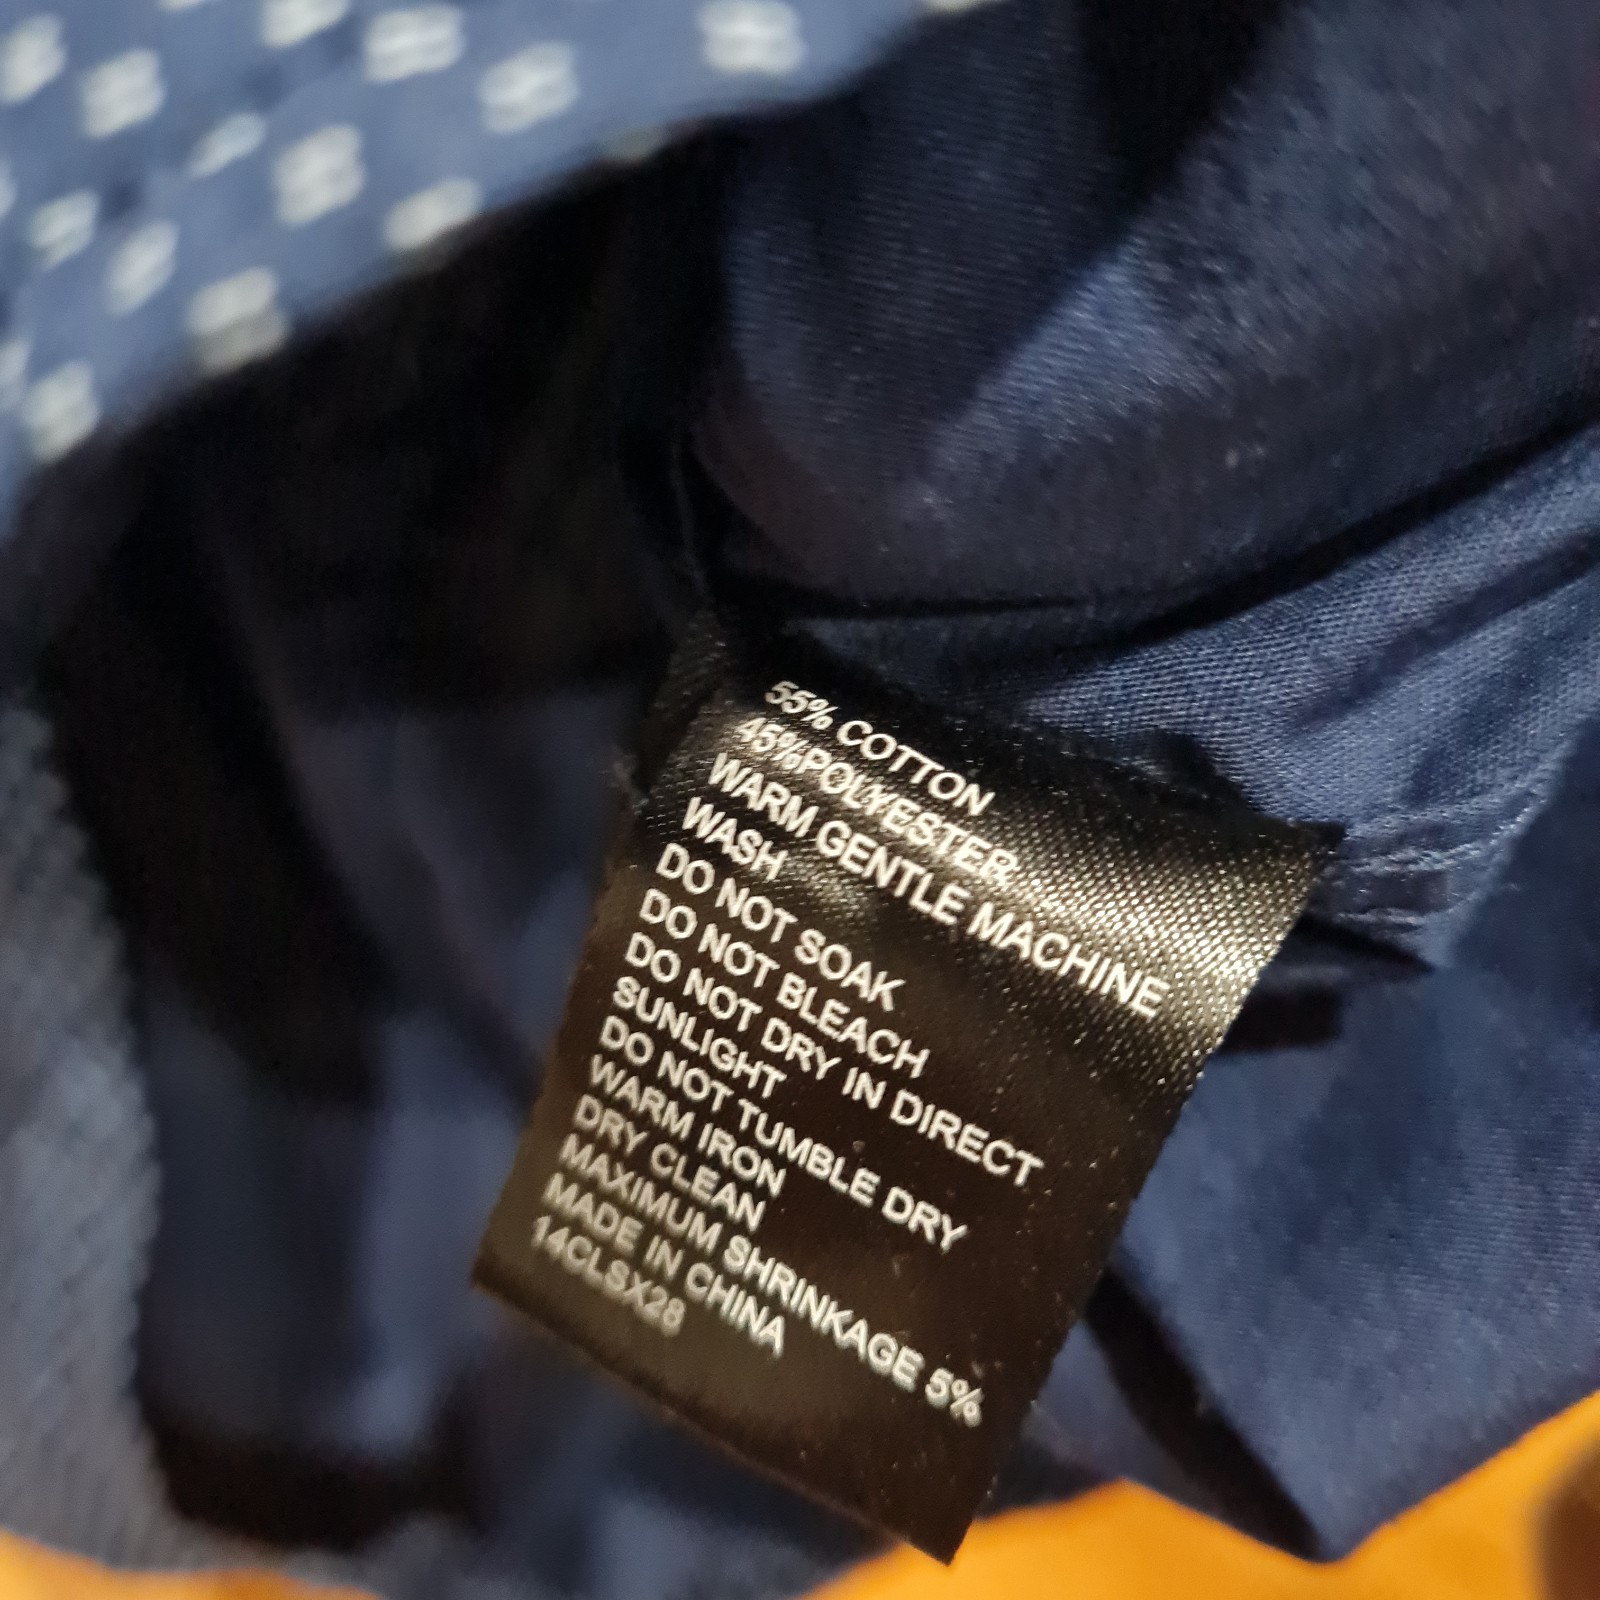 55% COTTON
45%POLYESTER
WARM GENTLE MACHINE
WASH
DO NOT SOAK
DO NOT BLEACH
DO NOT DRY IN DIRECT
SUNLIGHT
DO NOT TUMBLE DRY
WARM IRON
DRY CLEAN
MAXIMUM SHRINKAGE 5%
MADE IN CHINA
14CLSX28